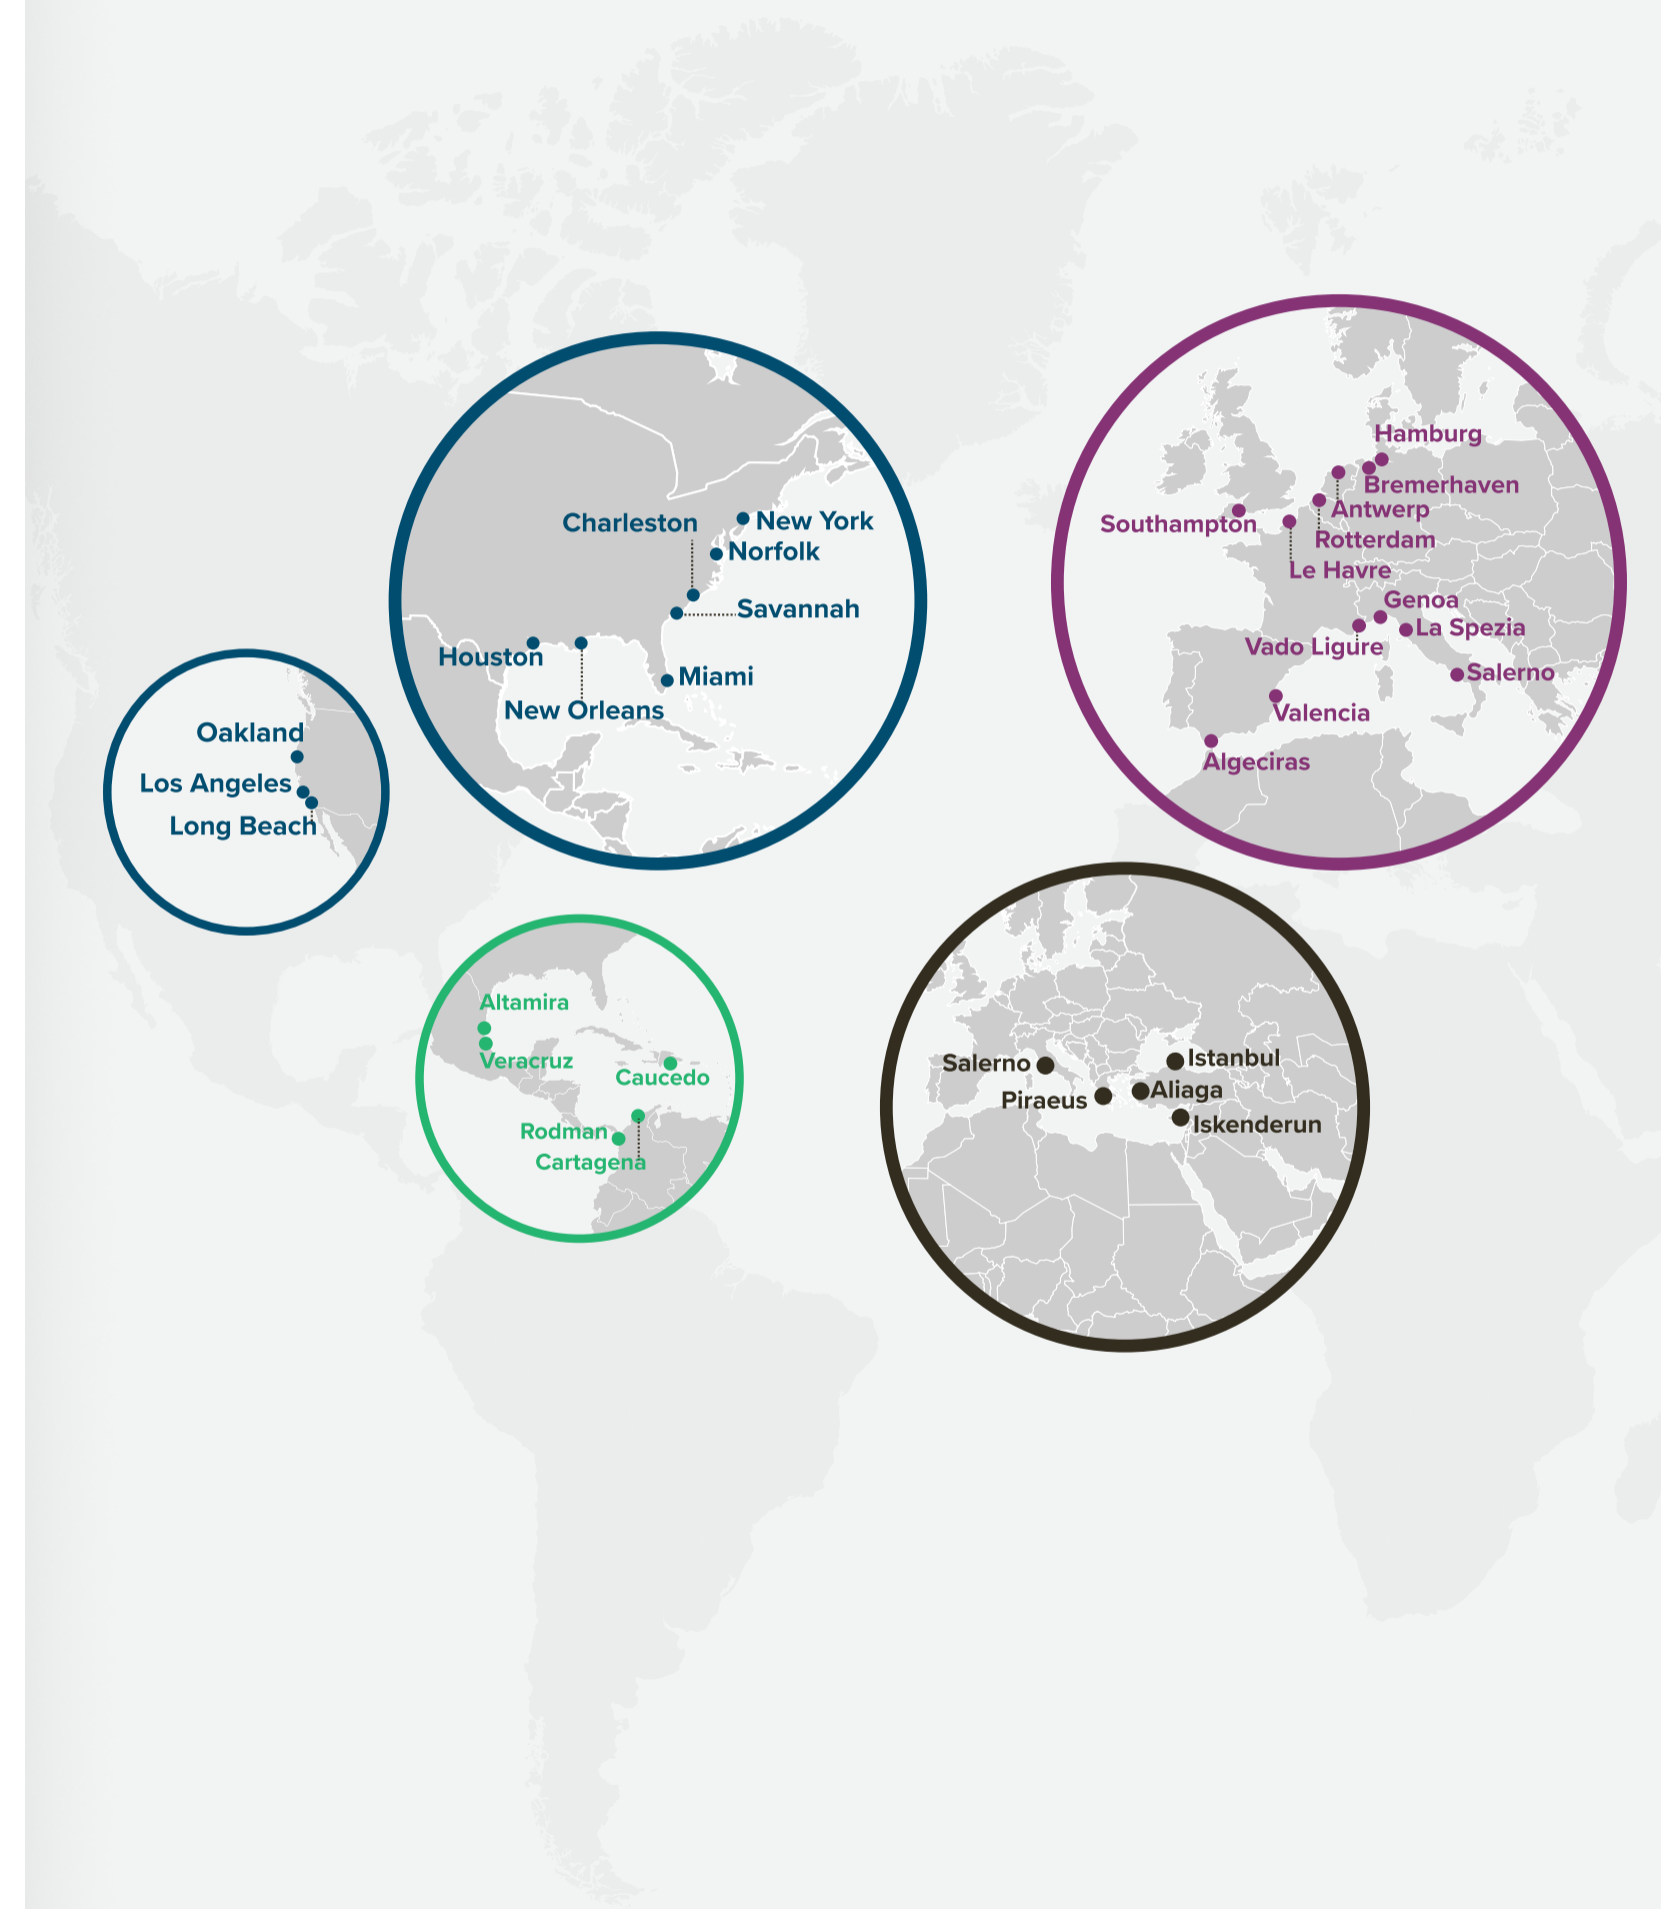 Charleston
New York
Norfolk
Savannah
Houston
Miami
New Orleans
Oakland
Los Angeles
Long Beach
Hamburg
Bremerhaven
Antwerp
Southampton
Rotterdam
Le Havre
Genoa
La Spezia
Vado Ligure
Salerno
Valencia
Algeciras
Altamira
Veracruz
Caucedo
Rodman
Cartagena
Salerno
Istanbul
Piraeus
Aliaga
Iskenderun